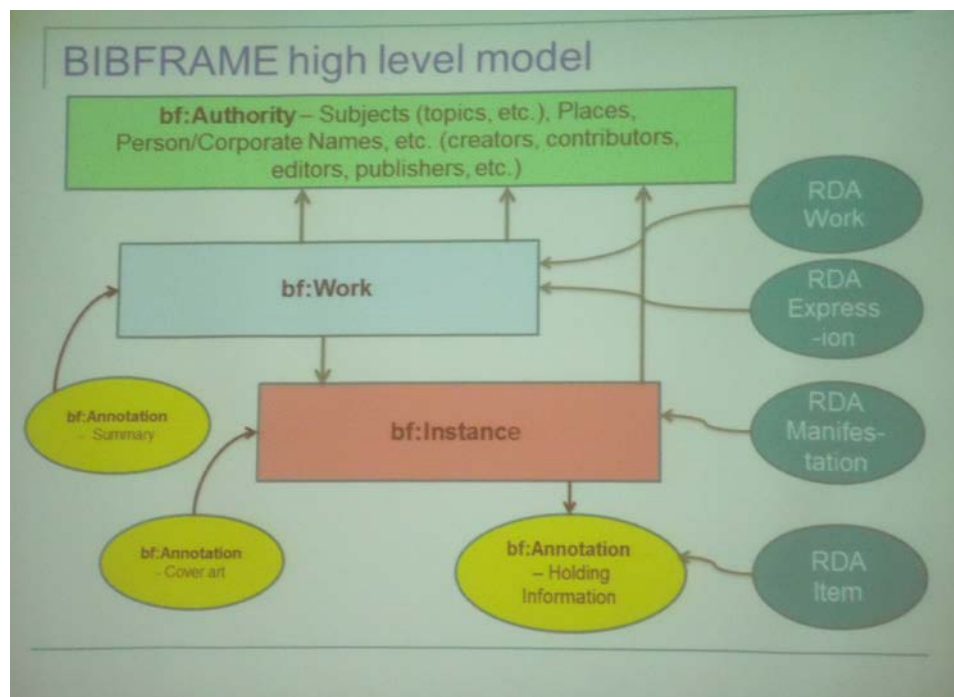 BIBFRAME high level model
bf:Authority – Subjects (topics, etc.), Places,
Person/Corporate Names, etc. (creators, contributors,
editors, publishers, etc.)
RDA
Work
bf:Work
RDA
Express
-ion
bf:Annotation
– Summary
bf:Instance
RDA
Manifes-
tation
bf:Annotation
- Cover art
bf:Annotation
– Holding
Information
RDA
Item